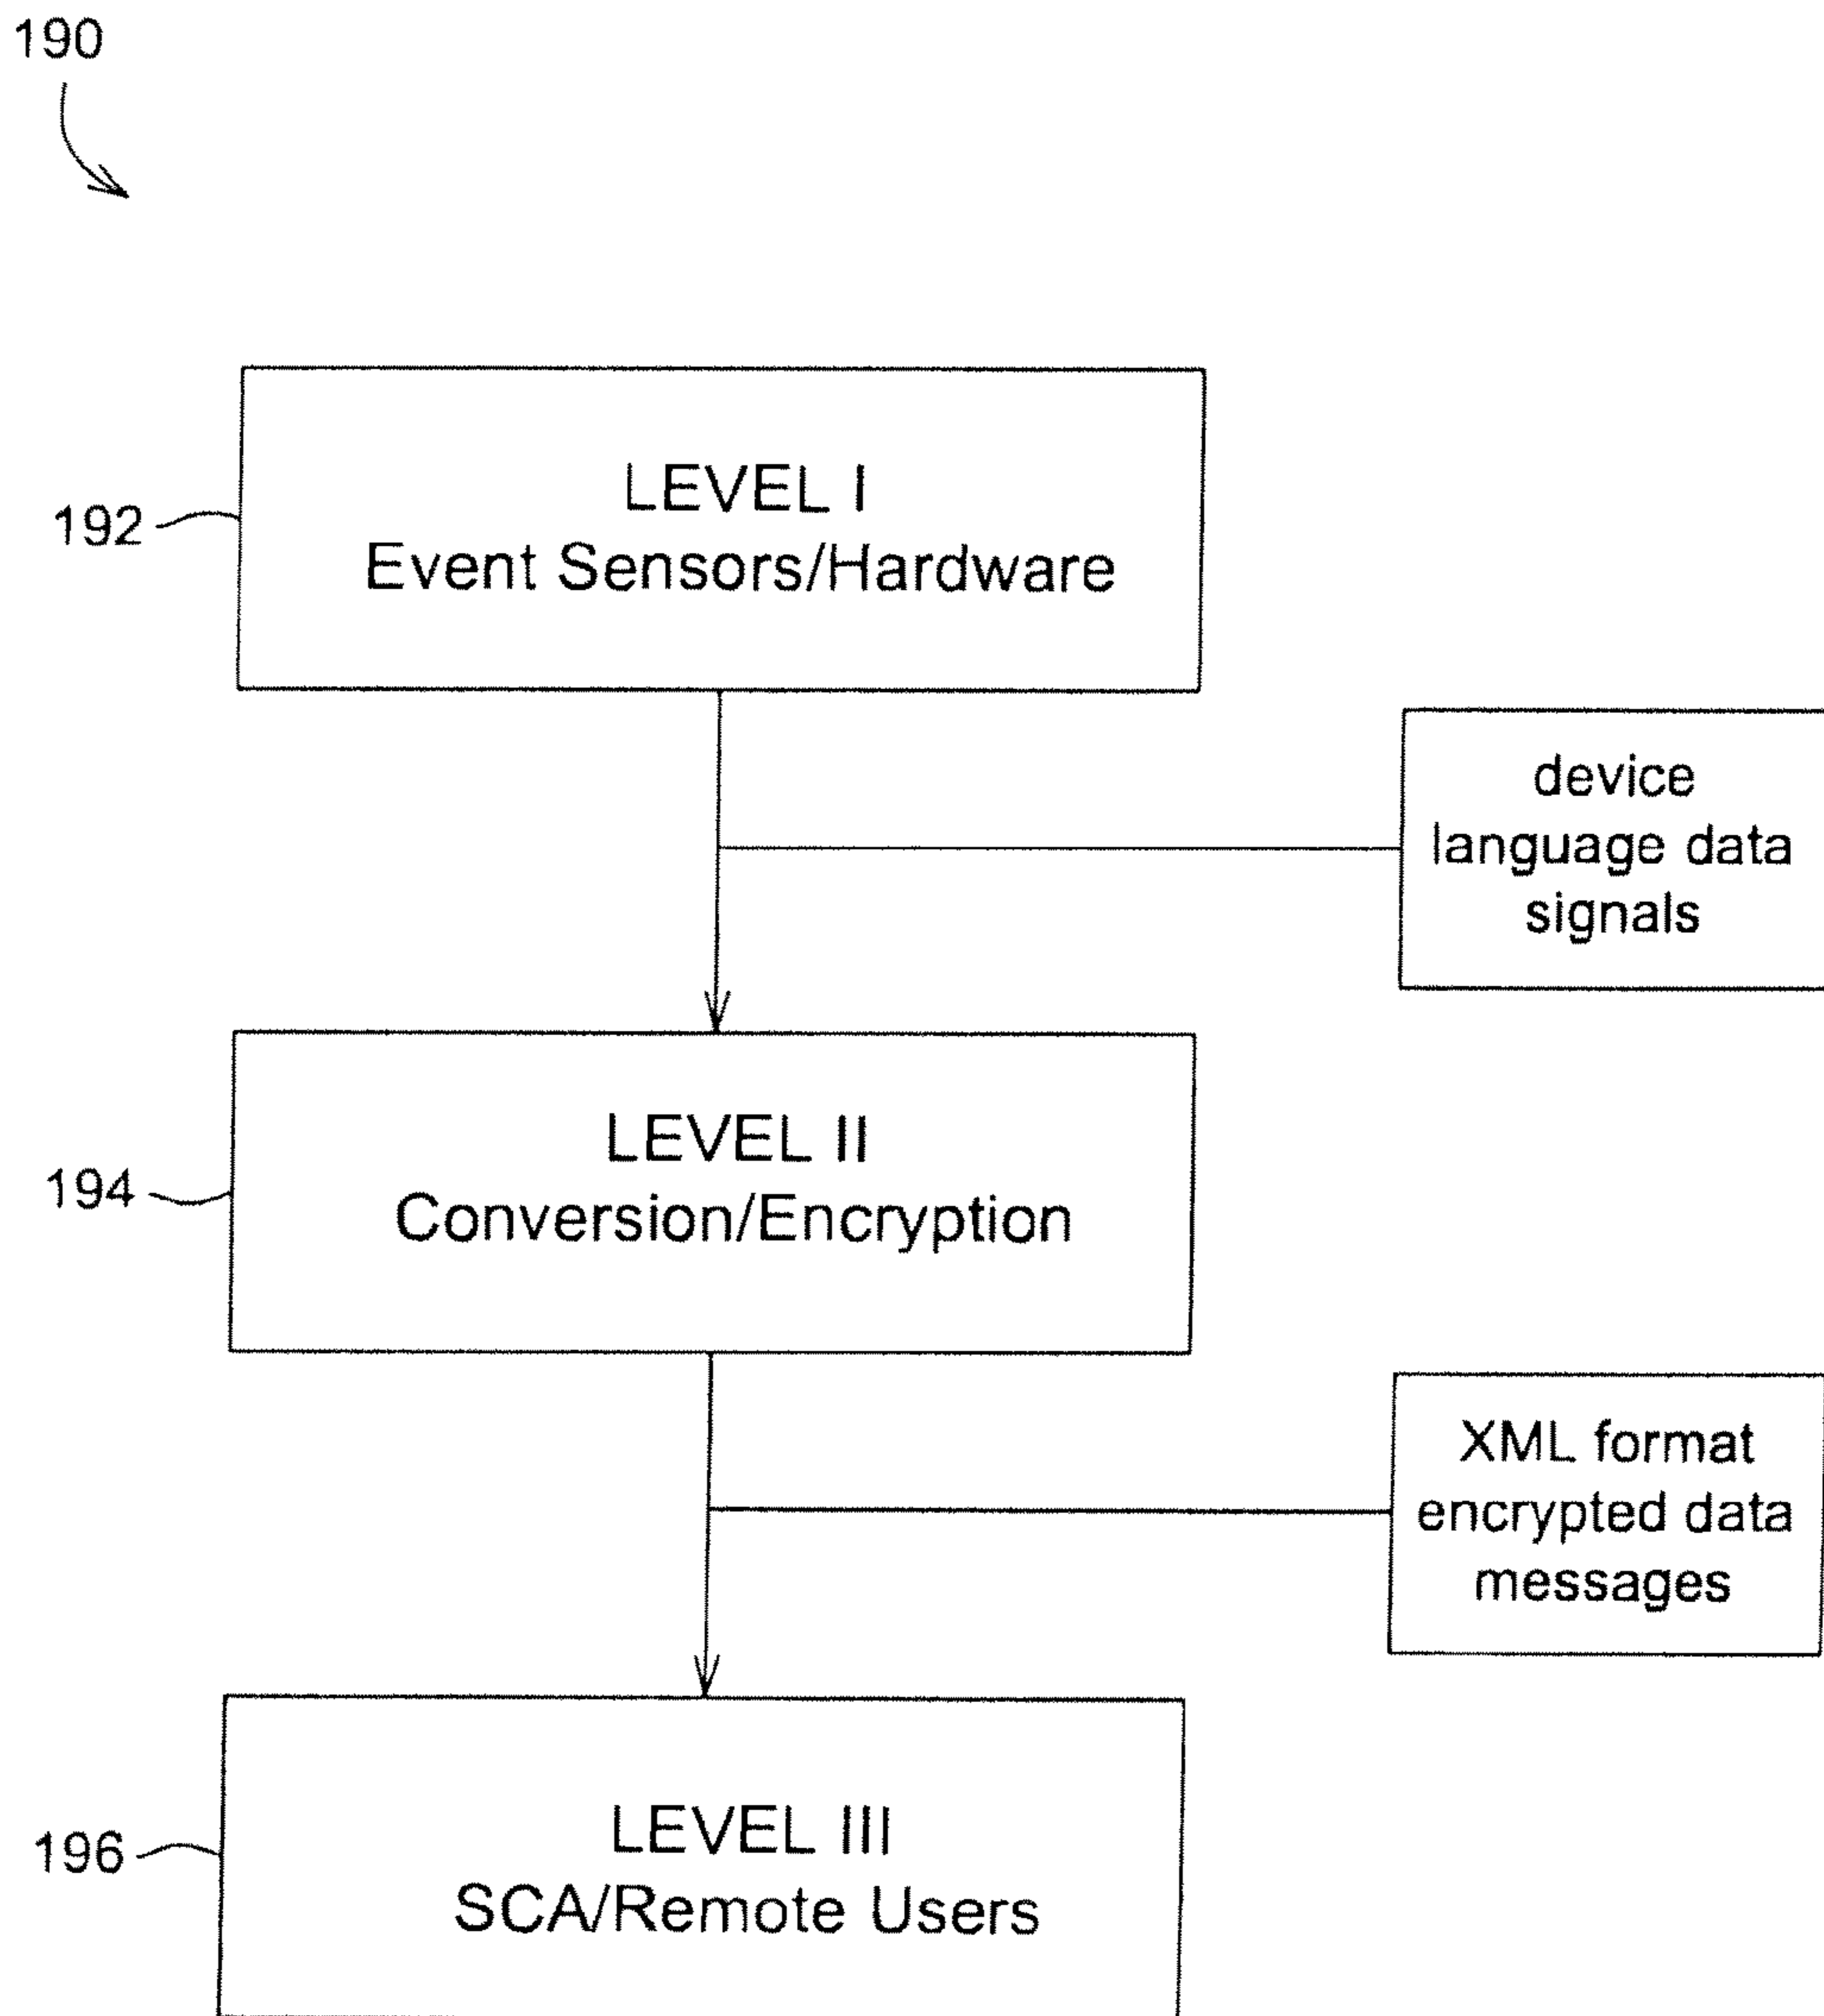 190
LEVEL I
192
Event Sensors/Hardware
device
language data
signals
LEVEL II
194
Conversion/Encryption
XML format
encrypted data
messages
LEVEL III
196
SCA/Remote Users